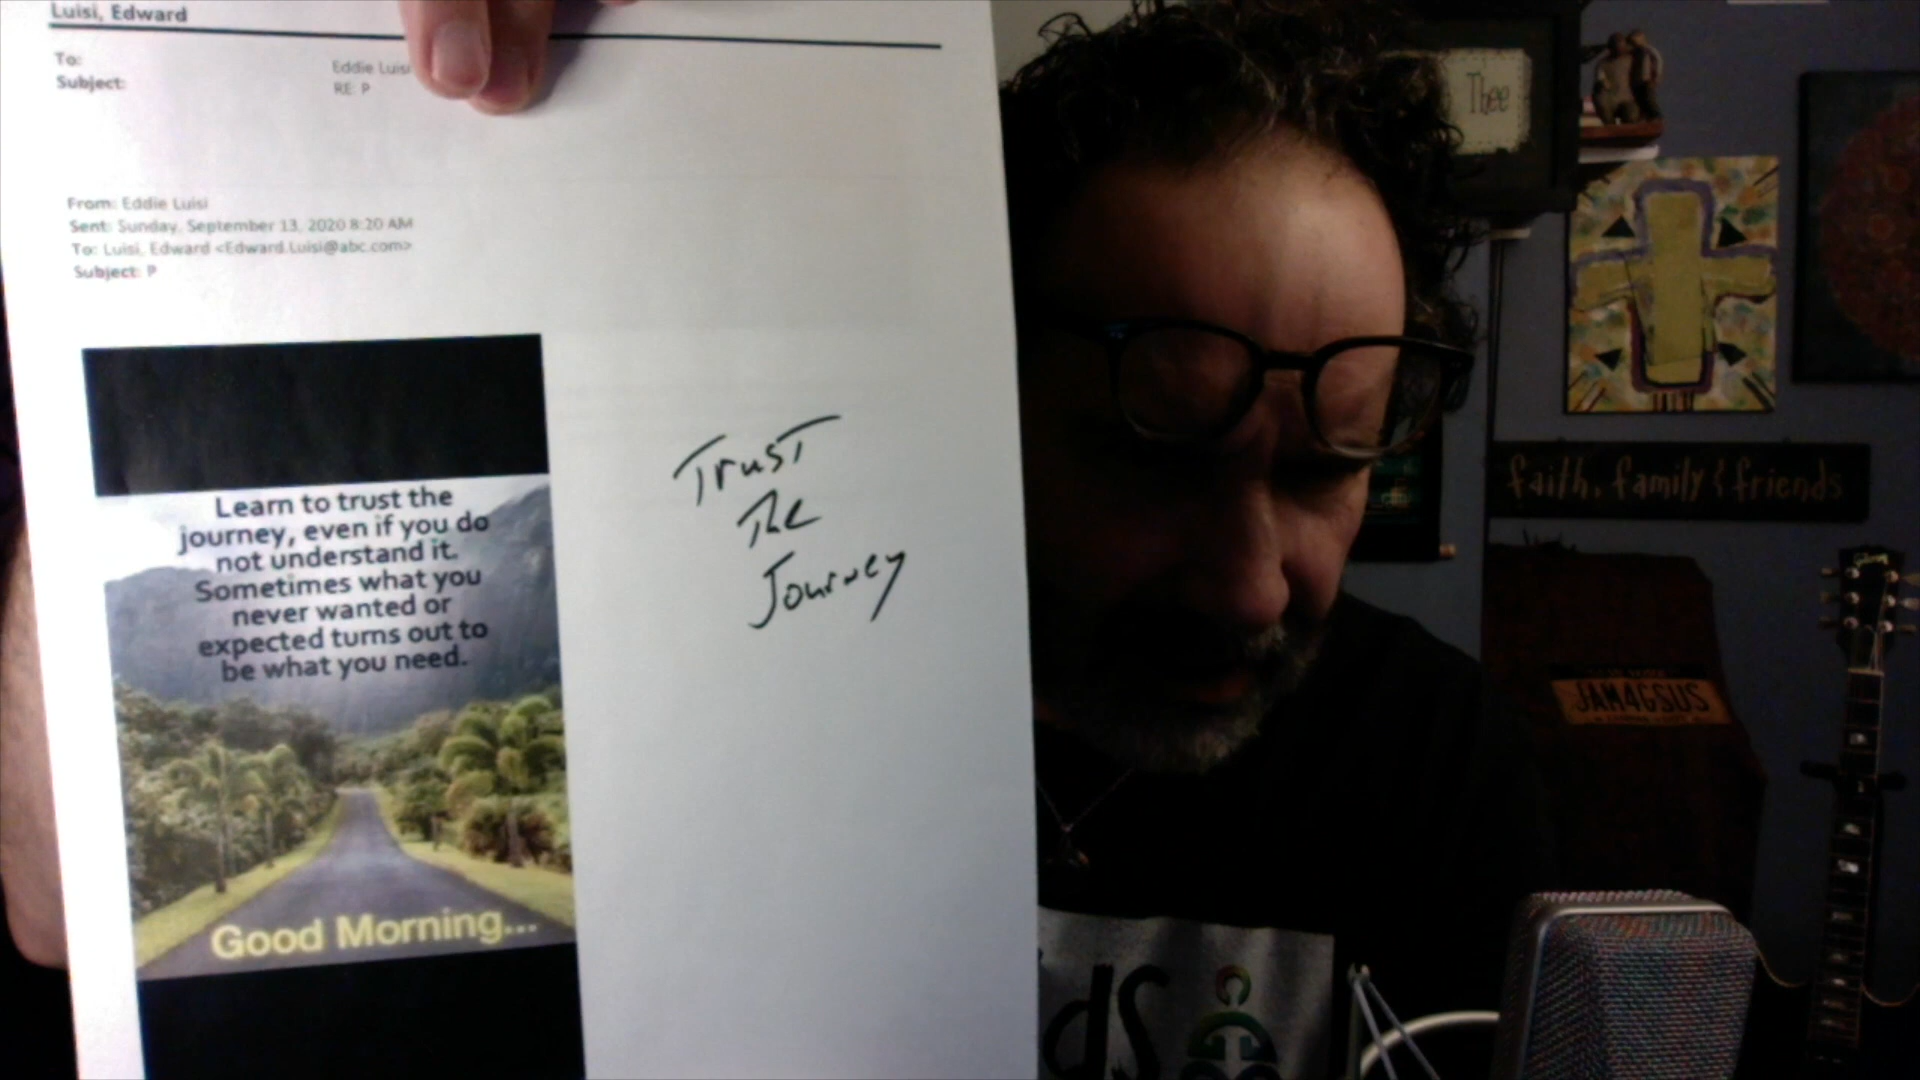 Luisi, Edward
To: Eddie Luisi
Subject: RE: P
From: Eddie Luisi
Sent: Sunday, September 13, 2020 8:20 AM
To: Luisi, Edward <Edward.Luisi@abc.com>
Subject: P
Learn to trust the
journey, even if you do
not understand it.
Sometimes what you
never wanted or
expected turns out to
be what you need.
Good Morning...
Trust
The
Journey
Thee
faith, family & friends
JAM4GSUS
Gibson
ds